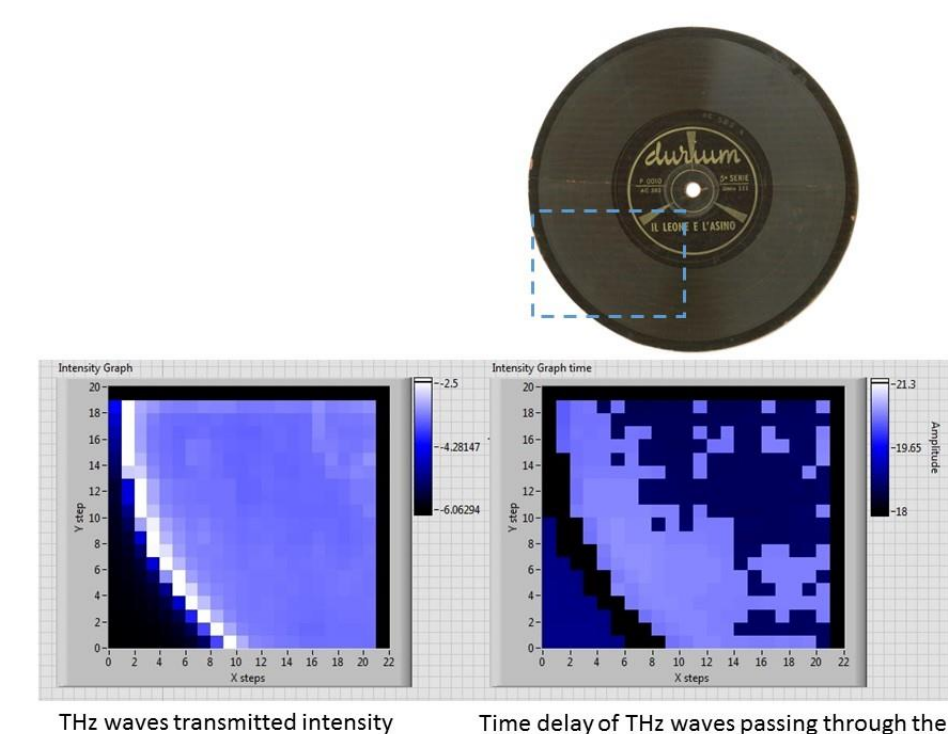 durium
P 0010
5ª SERIE
IL LEONE E L'ASINO
Intensity Graph
20
18
16
14
12
10
8
6
4
2
0
Y step
0 2 4 6 8 10 12 14 16 18 20 22
X steps
-2.5
-4.28147
-6.06294
Intensity Graph time
20
18
16
14
12
10
8
6
4
2
0
Y step
0 2 4 6 8 10 12 14 16 18 20 22
X steps
21.3
19.65
18
Amplitude
THz waves transmitted intensity
Time delay of THz waves passing through the